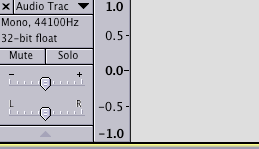 Audio Trac
Mono, 44100Hz
32-bit float
Mute Solo
- +
L R
1.0
0.5-
0.0-
-0.5-
-1.0